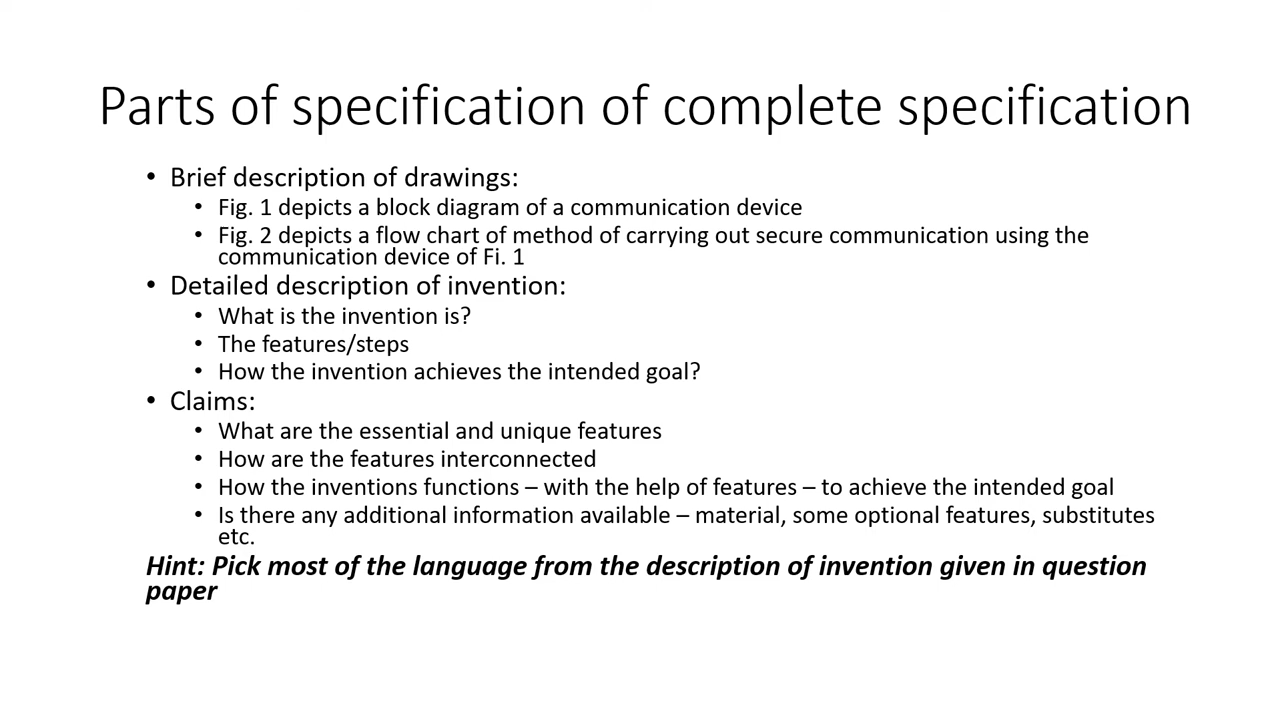 Parts of specification of complete specification
• Brief description of drawings:
• Fig. 1 depicts a block diagram of a communication device
• Fig. 2 depicts a flow chart of method of carrying out secure communication using the
communication device of Fi. 1
• Detailed description of invention:
• What is the invention is?
• The features/steps
• How the invention achieves the intended goal?
• Claims:
• What are the essential and unique features
• How are the features interconnected
• How the inventions functions – with the help of features – to achieve the intended goal
• Is there any additional information available – material, some optional features, substitutes
etc.
Hint: Pick most of the language from the description of invention given in question
paper